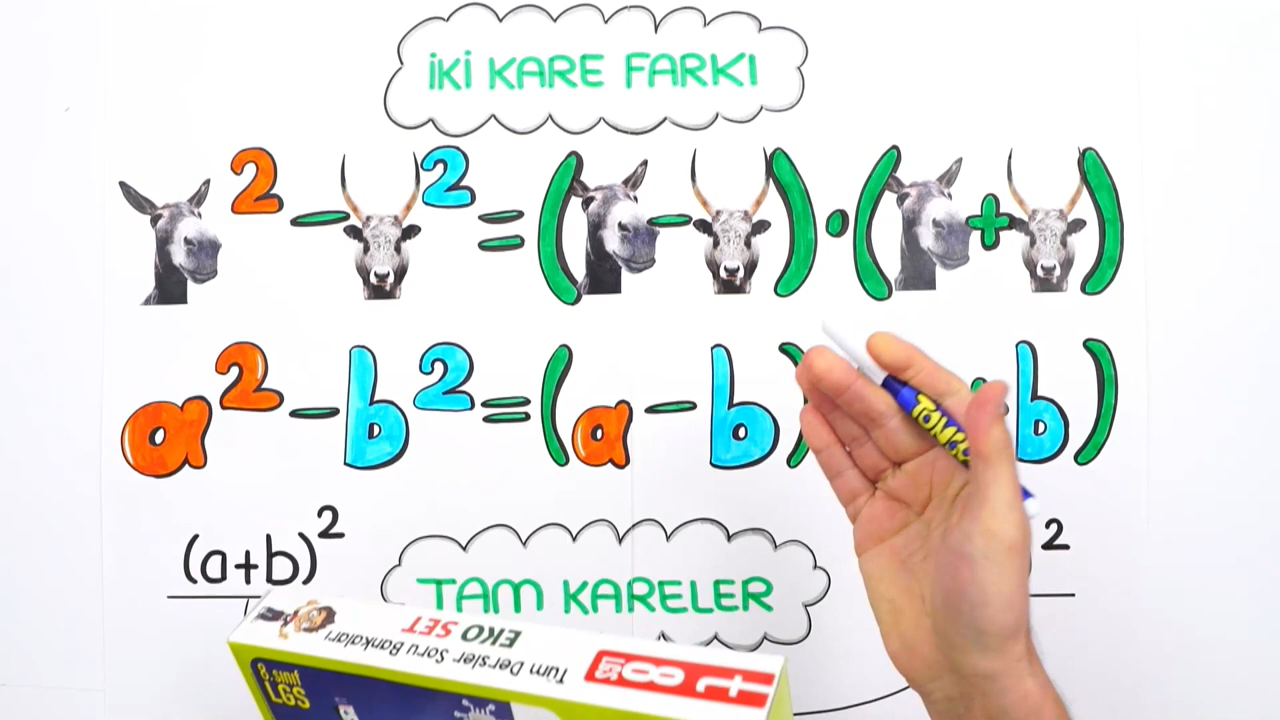 İKİ KARE FARKI
2 - 2 = ( - ) • ( + )
a² - b² = (a - b) + b)
(a+b)² 2
TAM KARELER
EKO SET
Tüm Dersler Soru Bankaları
8.sınıf
LGS